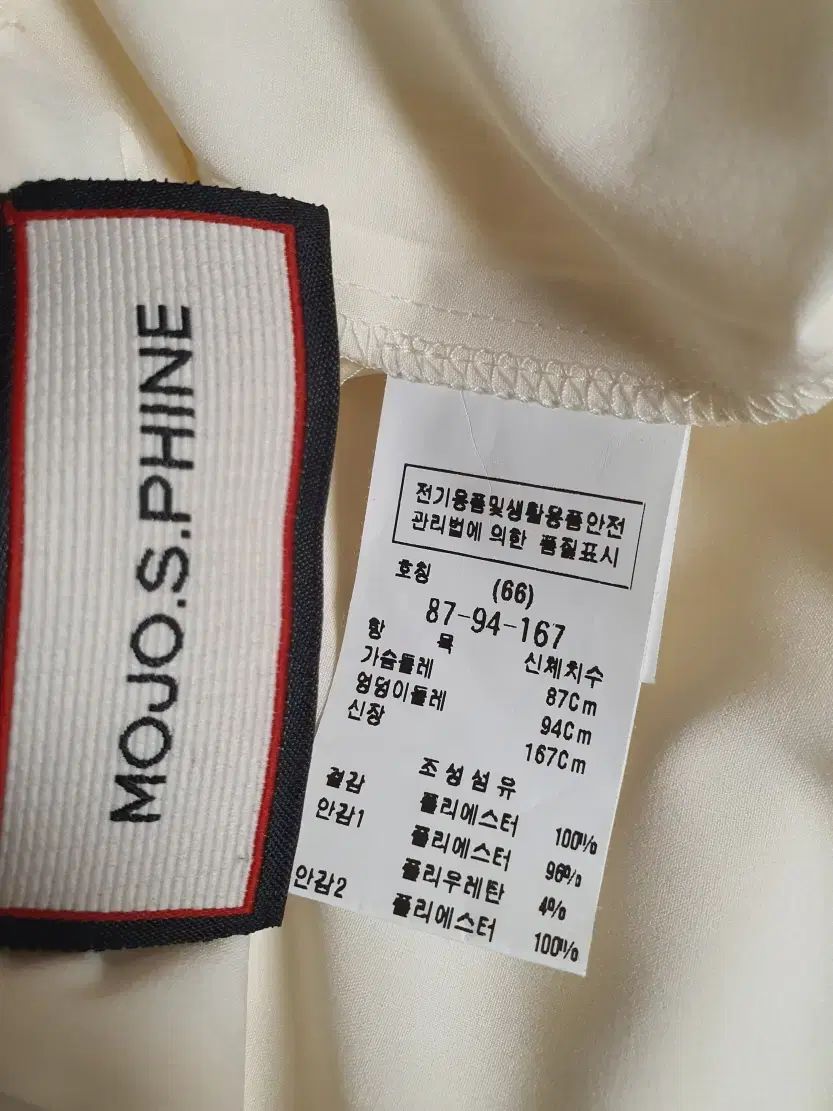 MOJO.S.PHINE
전기용품및생활용품안전
관리법에 의한 품질표시
호칭 (66)
87-94-167
항 목 신체치수
가슴둘레 87Cm
엉덩이둘레 94Cm
신장 167Cm
조성섬유
겉감 폴리에스터 100%
안감1 폴리에스터 96%
폴리우레탄 4%
안감2 폴리에스터 100%